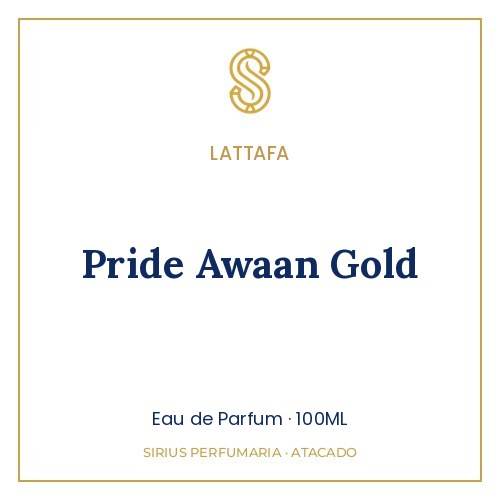 LATTAFA
Pride Awaan Gold
Eau de Parfum · 100ML
SIRIUS PERFUMARIA · ATACADO